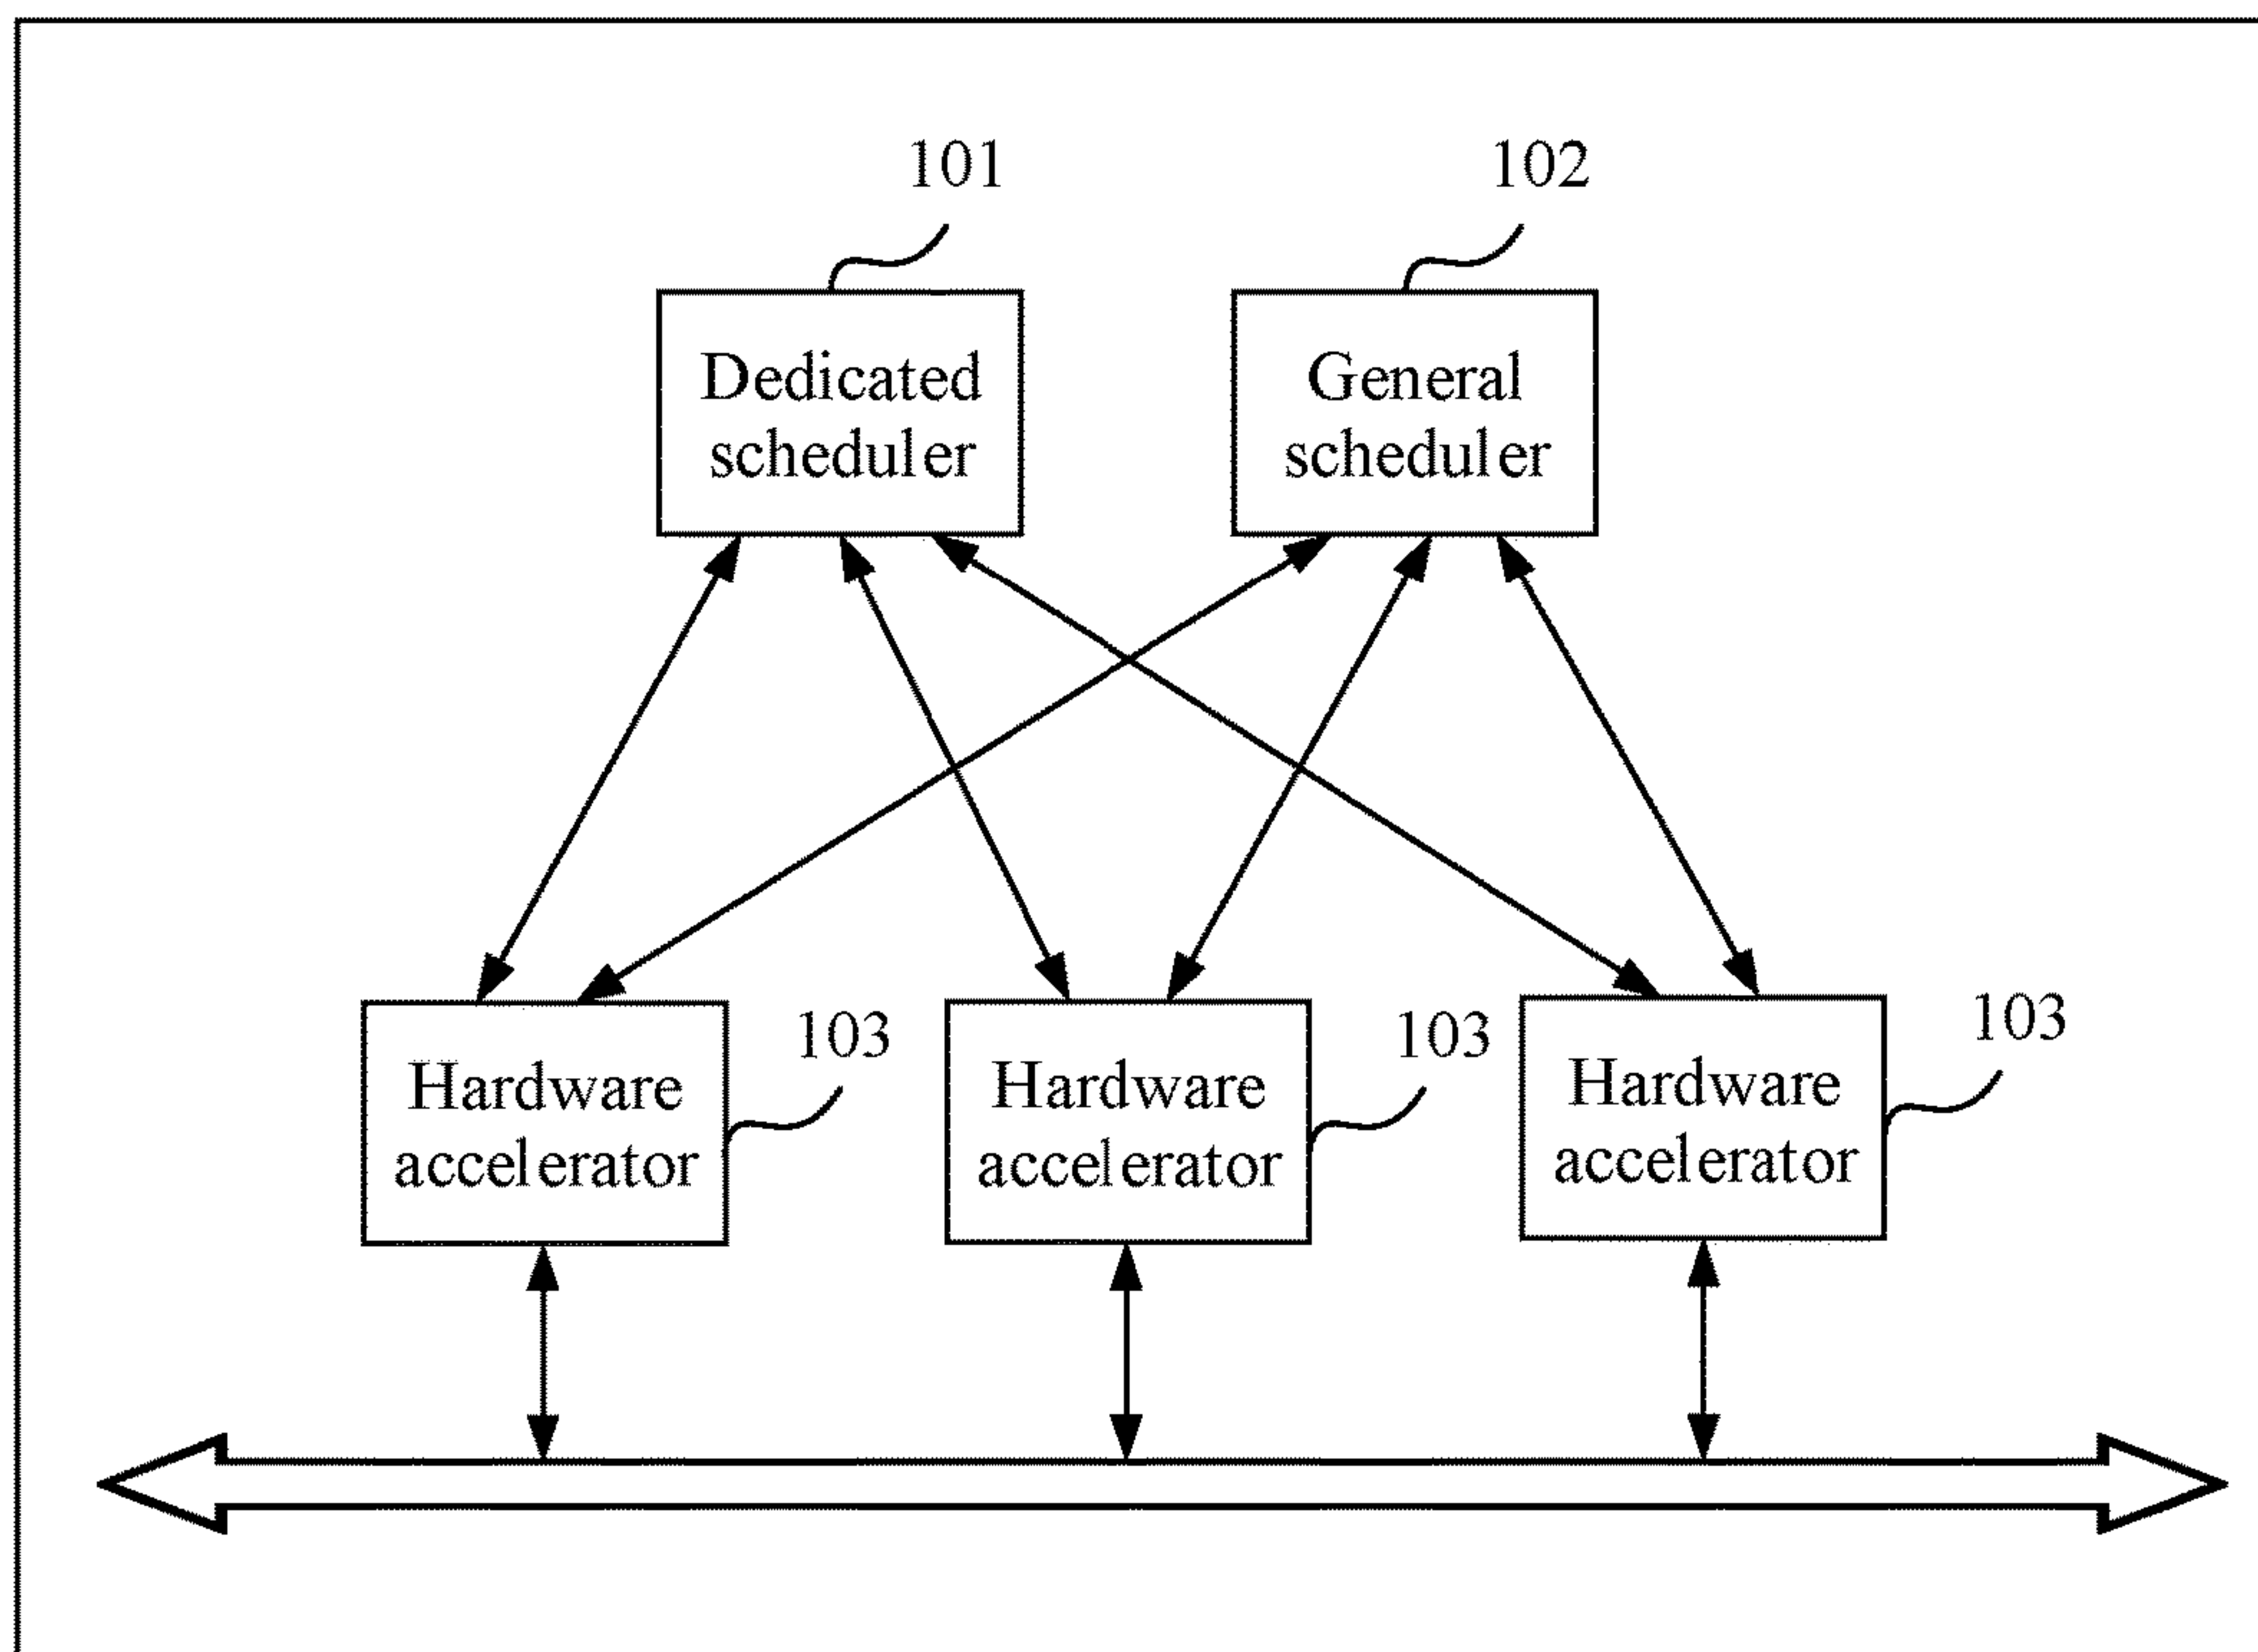 101
102
Dedicated
scheduler
General
scheduler
103
103
103
Hardware
accelerator
Hardware
accelerator
Hardware
accelerator